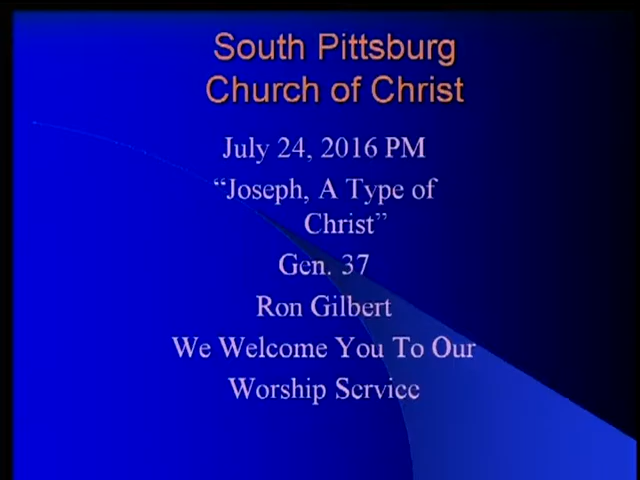 South Pittsburg
Church of Christ
July 24, 2016 PM
“Joseph, A Type of
Christ”
Gen. 37
Ron Gilbert
We Welcome You To Our
Worship Service